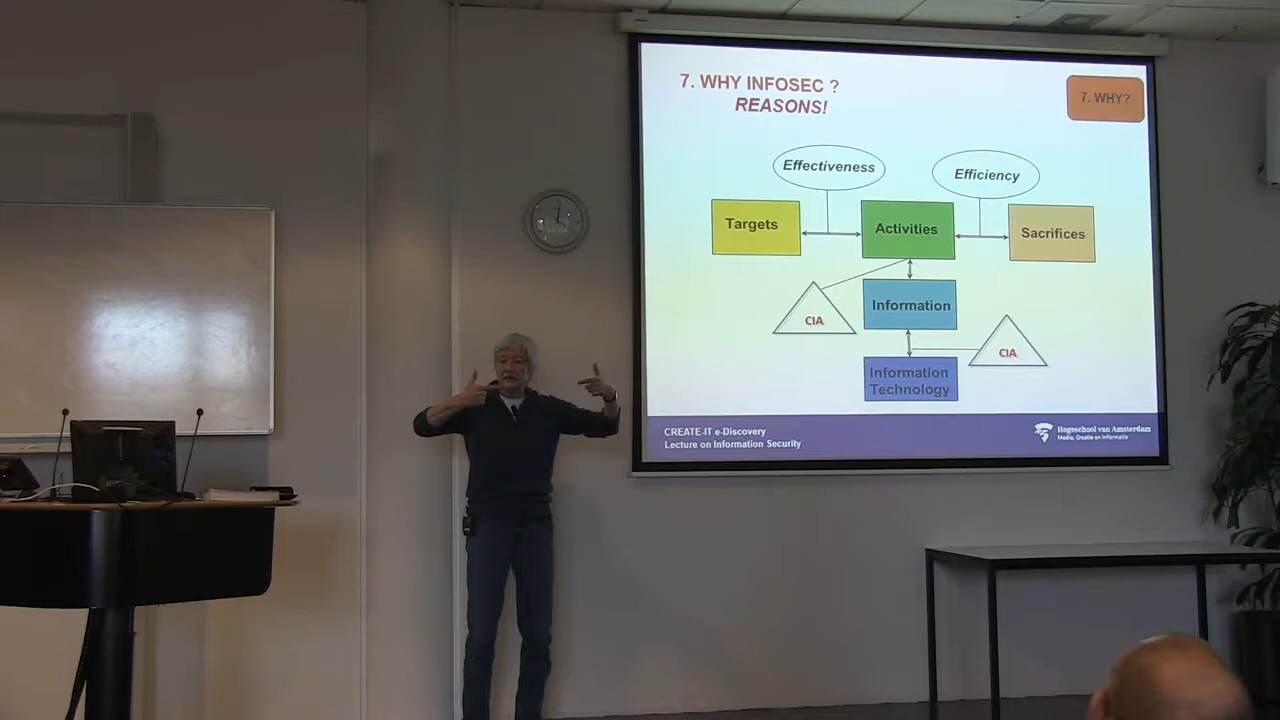 7. WHY INFOSEC ?
REASONS!
7. WHY?
Effectiveness
Efficiency
Targets
Activities
Sacrifices
Information
CIA
CIA
Information
Technology
CREATE-IT e-Discovery
Lecture on Information Security
Hogeschool van Amsterdam
Media, Creatie en Informatie